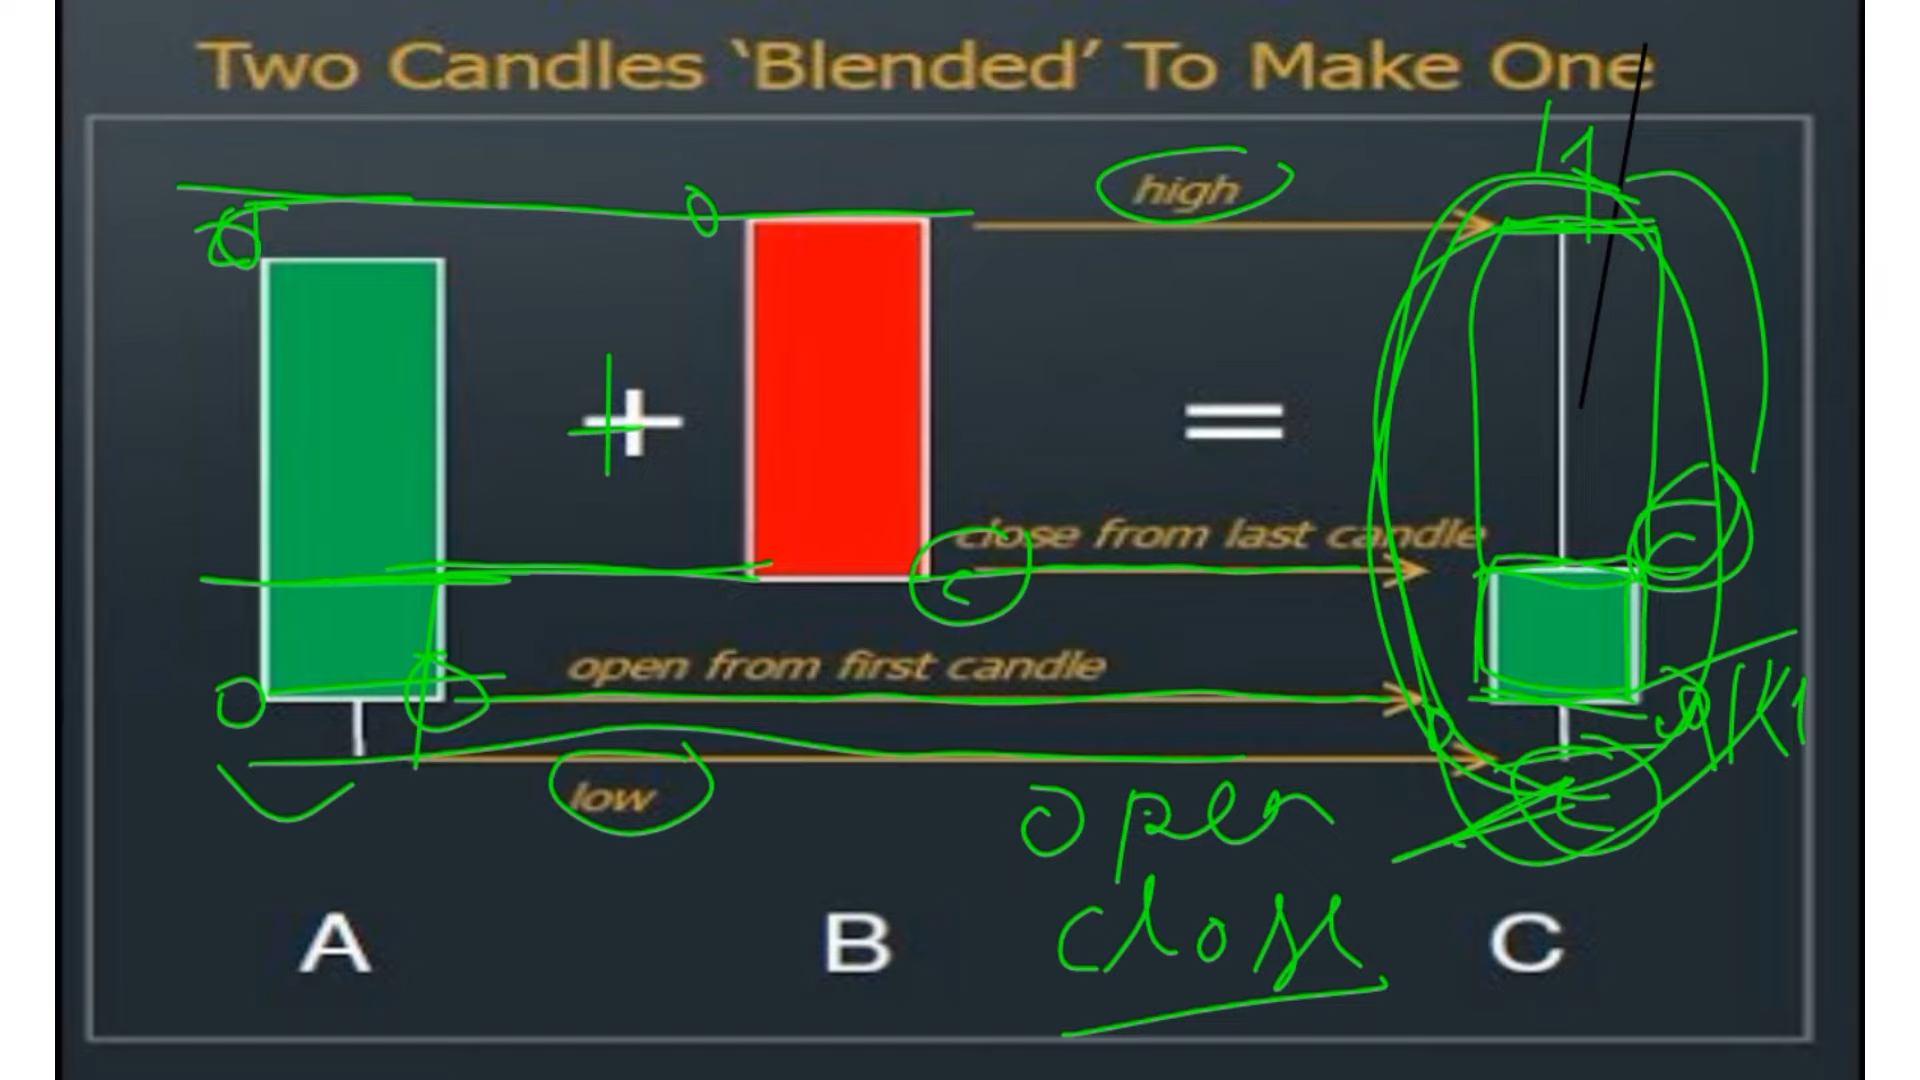 Two Candles ‘Blended’ To Make One
high
+
=
close from last candle
open from first candle
low
open
close
A B C